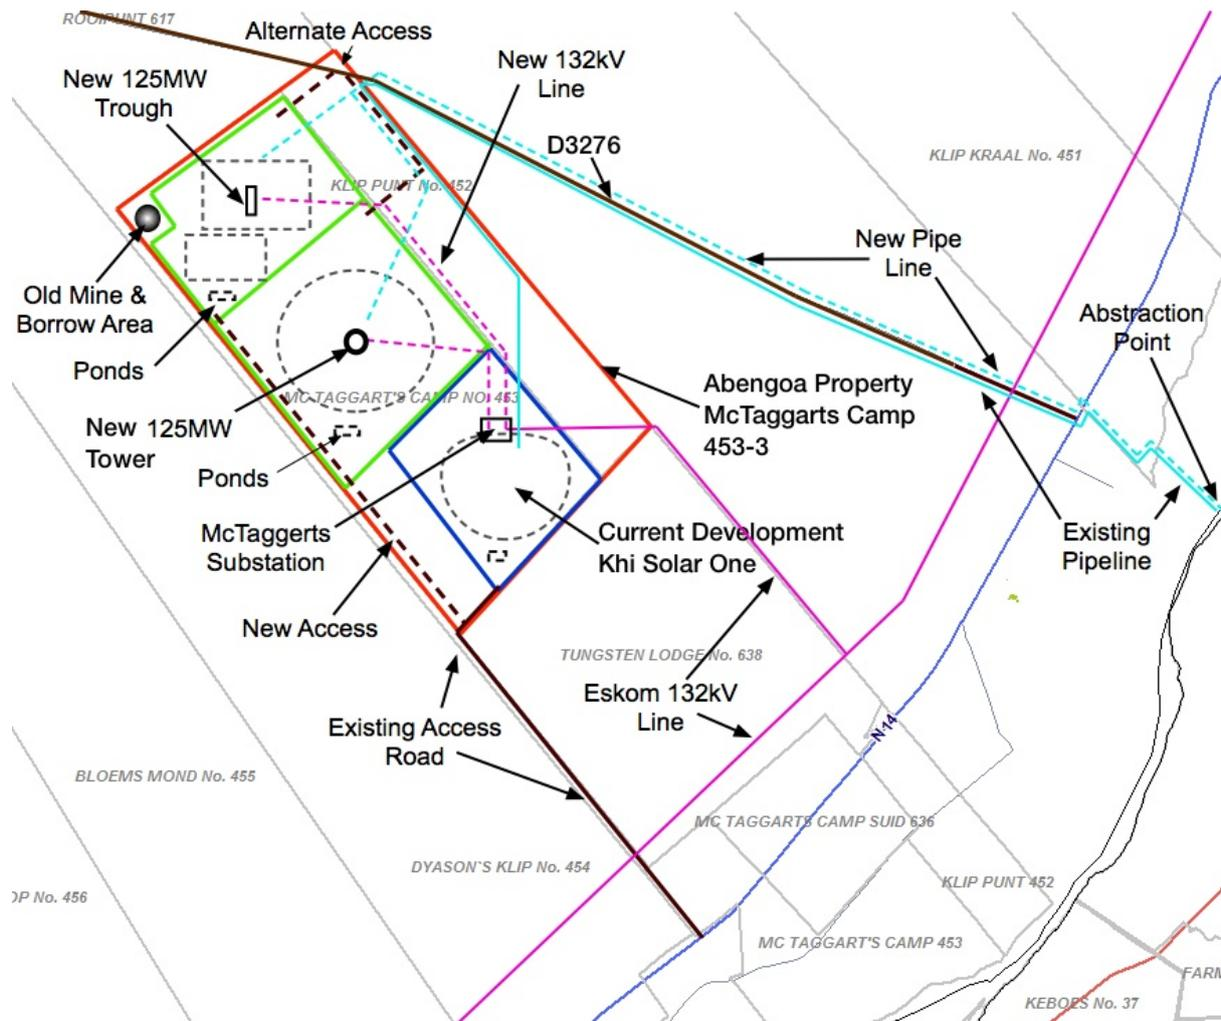 ROOIPUNT 617
Alternate Access
New 125MW
Trough
New 132kV
Line
D3276
KLIP KRAAL No. 451
KLIP PUNT No. 452
New Pipe
Line
Old Mine &
Borrow Area
Abstraction
Point
Ponds
Abengoa Property
McTaggarts Camp
453-3
MC TAGGART'S CAMP NO. 453
New 125MW
Tower
Ponds
McTaggerts
Substation
Current Development
Khi Solar One
Existing
Pipeline
New Access
TUNGSTEN LODGE No. 638
Eskom 132kV
Line
Existing Access
Road
N-14
BLOEMS MOND No. 455
MC TAGGARTS CAMP SUID 636
DYASON`S KLIP No. 454
KLIP PUNT 452
OP No. 456
MC TAGGART'S CAMP 453
FARM
KEBOES No. 37